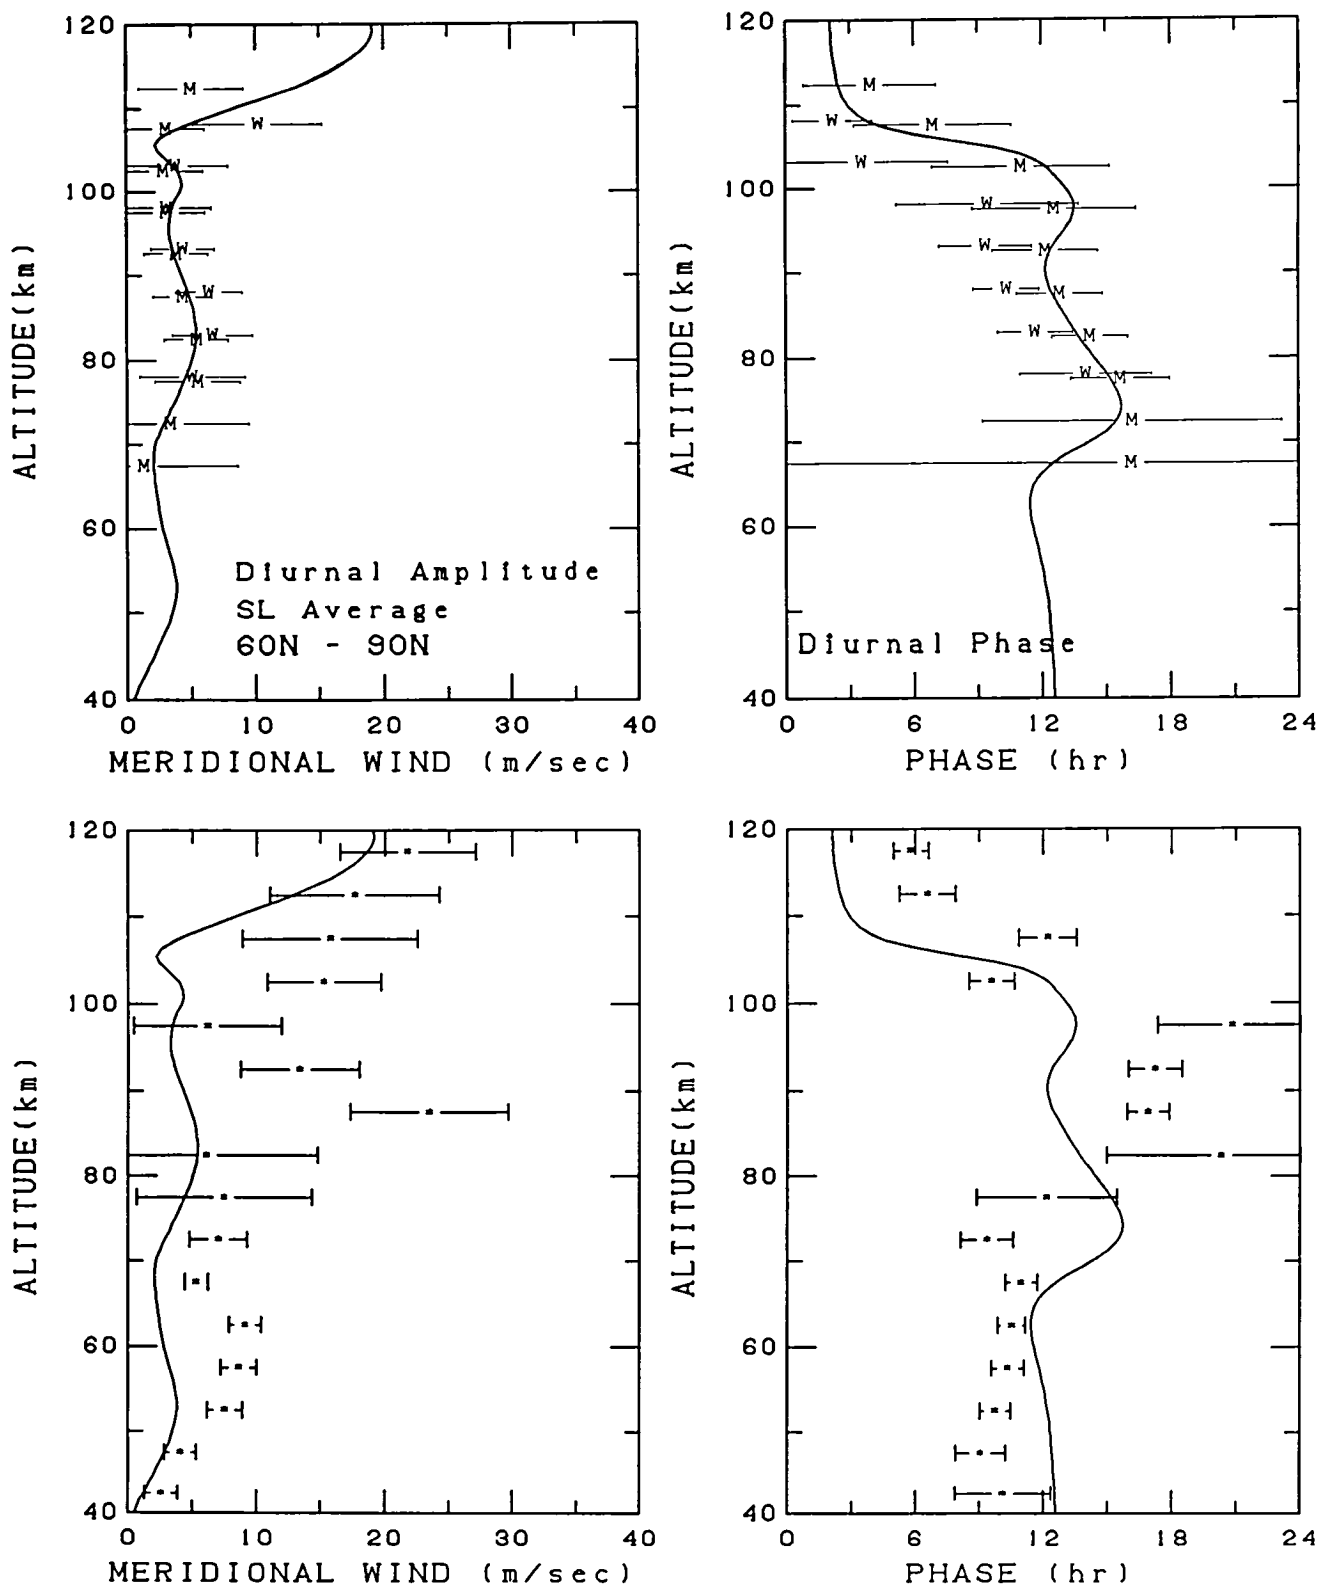 120
100
80
60
40
ALTITUDE(km)
M
W
M
W
M
W
M
W
M
W
M
W
M
W
M
M
M
Diurnal Amplitude
SL Average
60N - 90N
0 10 20 30 40
MERIDIONAL WIND (m/sec)
120
100
80
60
40
ALTITUDE(km)
M
W
M
W
M
W
M
W
M
W
M
W
M
W
M
M
M
Diurnal Phase
0 6 12 18 24
PHASE (hr)
120
100
80
60
40
ALTITUDE(km)
0 10 20 30 40
MERIDIONAL WIND (m/sec)
120
100
80
60
40
ALTITUDE(km)
0 6 12 18 24
PHASE (hr)